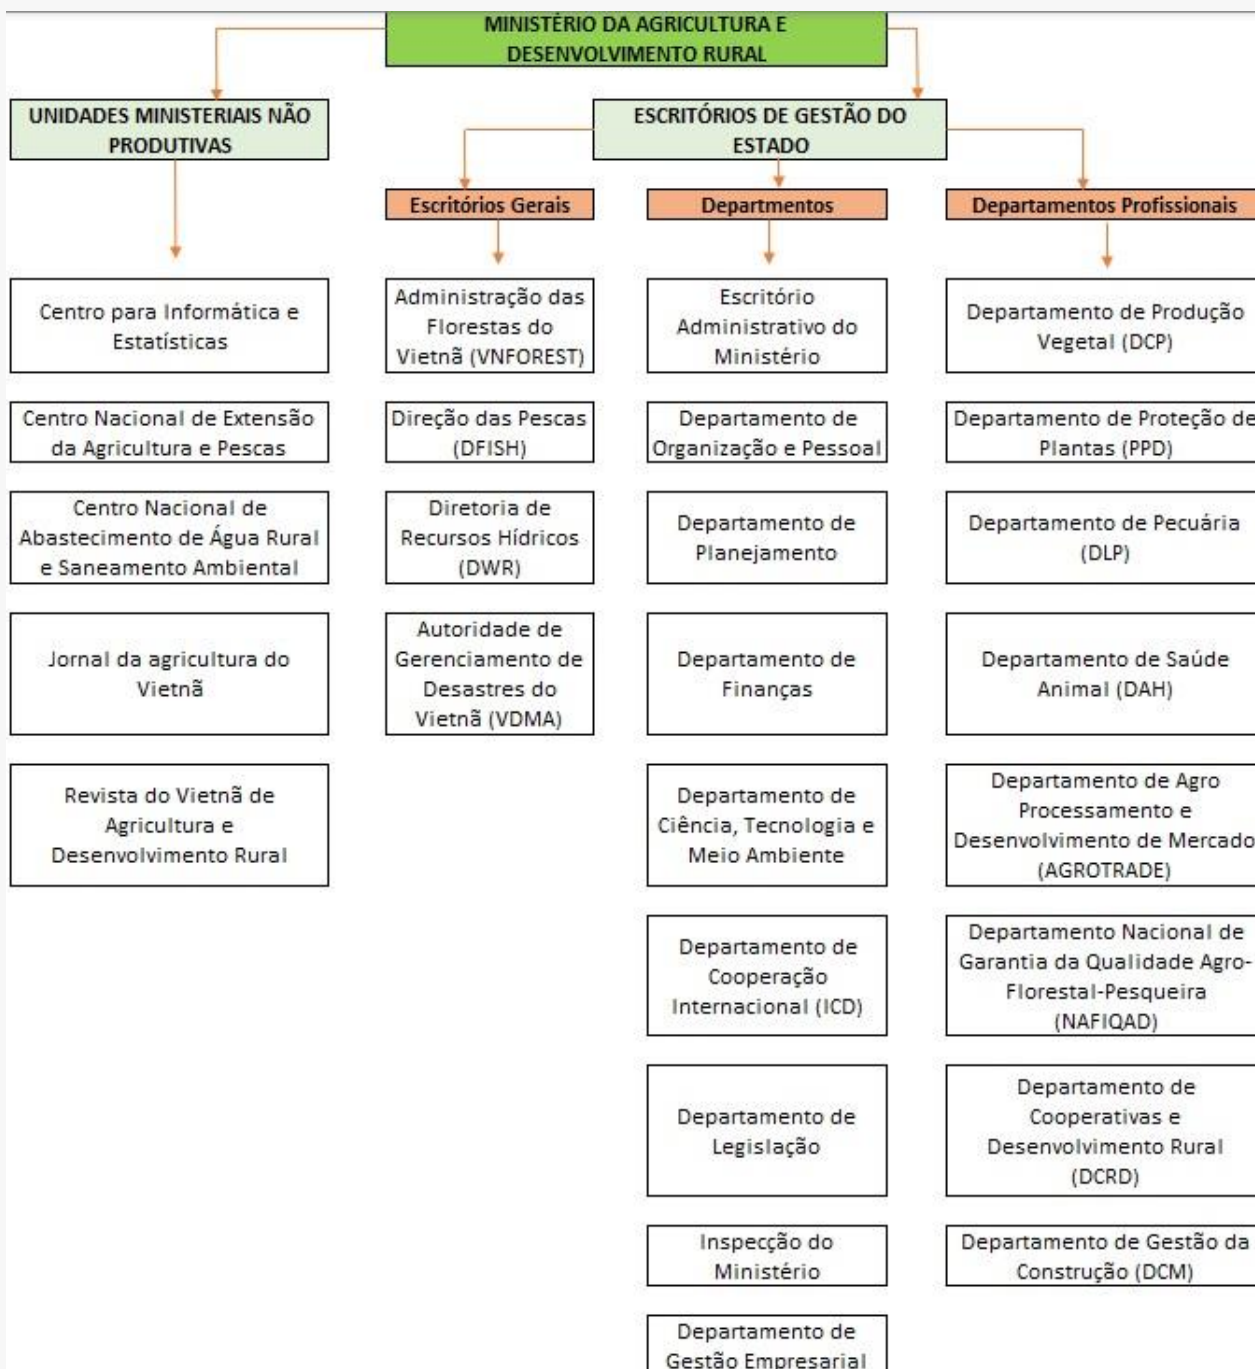 MINISTÉRIO DA AGRICULTURA E
DESENVOLVIMENTO RURAL
UNIDADES MINISTERIAIS NÃO
PRODUTIVAS
ESCRITÓRIOS DE GESTÃO DO
ESTADO
Escritórios Gerais
Departmentos
Departamentos Profissionais
Centro para Informática e
Estatísticas
Centro Nacional de Extensão
da Agricultura e Pescas
Centro Nacional de
Abastecimento de Água Rural
e Saneamento Ambiental
Jornal da agricultura do
Vietnã
Revista do Vietnã de
Agricultura e
Desenvolvimento Rural
Administração das
Florestas do
Vietnã (VNFOREST)
Direção das Pescas
(DFISH)
Diretoria de
Recursos Hídricos
(DWR)
Autoridade de
Gerenciamento de
Desastres do
Vietnã (VDMA)
Escritório
Administrativo do
Ministério
Departamento de
Organização e Pessoal
Departamento de
Planejamento
Departamento de
Finanças
Departamento de
Ciência, Tecnologia e
Meio Ambiente
Departamento de
Cooperação
Internacional (ICD)
Departamento de
Legislação
Inspecção do
Ministério
Departamento de
Gestão Empresarial
Departamento de Produção
Vegetal (DCP)
Departamento de Proteção de
Plantas (PPD)
Departamento de Pecuária
(DLP)
Departamento de Saúde
Animal (DAH)
Departamento de Agro
Processamento e
Desenvolvimento de Mercado
(AGROTRADE)
Departamento Nacional de
Garantia da Qualidade Agro-
Florestal-Pesqueira
(NAFIQAD)
Departamento de
Cooperativas e
Desenvolvimento Rural
(DCRD)
Departamento de Gestão da
Construção (DCM)